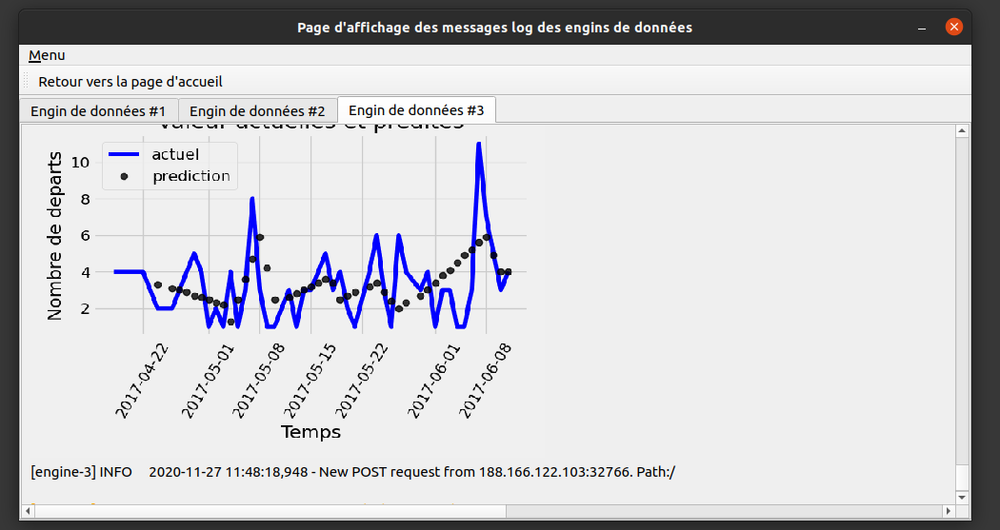 Page d'affichage des messages log des engins de données
Menu
Retour vers la page d'accueil
Engin de données #1
Engin de données #2
Engin de données #3
valeur actuelles et predites
actuel
prediction
Nombre de departs
10
8
6
4
2
2017-04-22
2017-05-01
2017-05-08
2017-05-15
2017-05-22
2017-06-01
2017-06-08
Temps
[engine-3] INFO 2020-11-27 11:48:18,948 - New POST request from 188.166.122.103:32766. Path:/